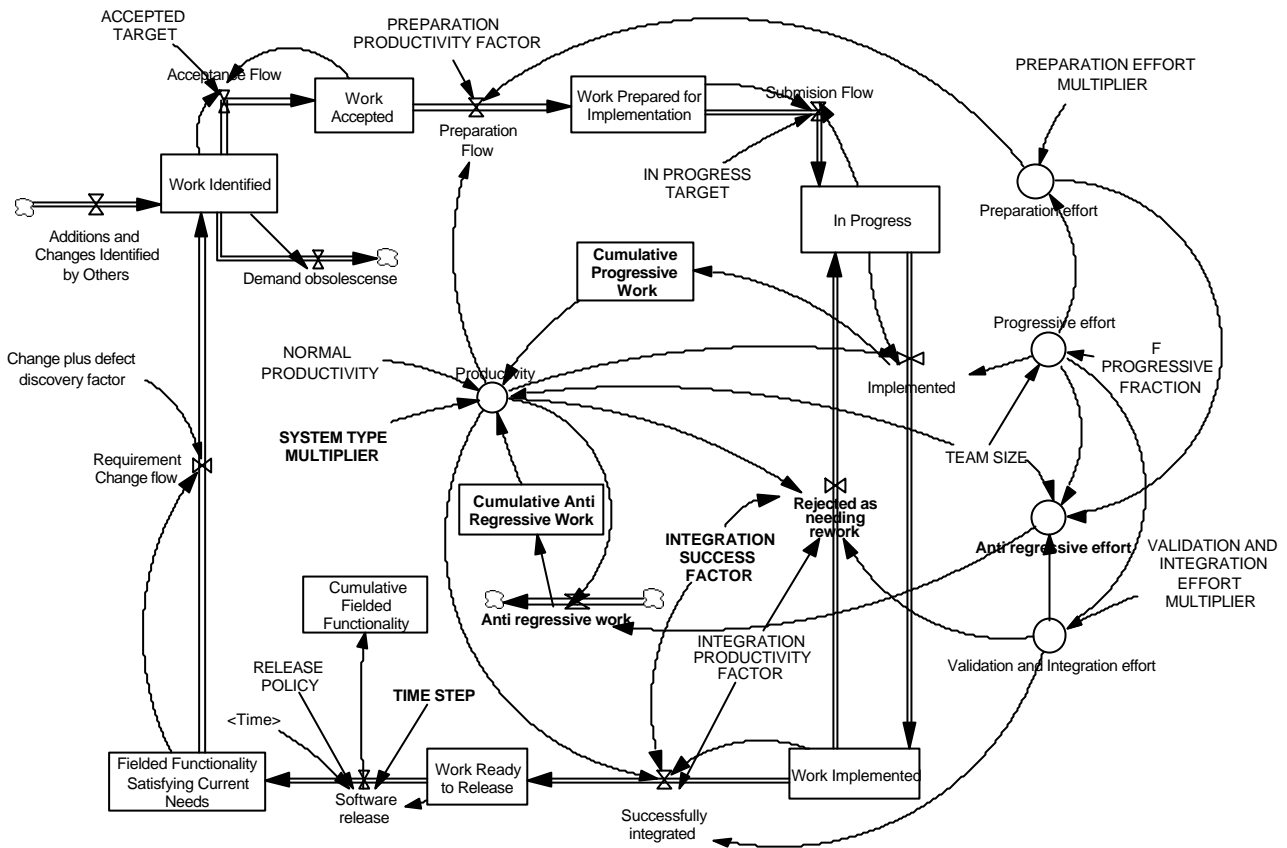 ACCEPTED
TARGET
PREPARATION
PRODUCTIVITY FACTOR
Acceptance Flow
Work
Accepted
Preparation
Flow
Work Prepared for
Implementation
Submision Flow
IN PROGRESS
TARGET
PREPARATION EFFORT
MULTIPLIER
Work Identified
Additions and
Changes Identified
by Others
Demand obsolescense
In Progress
Preparation effort
Cumulative
Progressive
Work
Progressive effort
F
PROGRESSIVE
FRACTION
Change plus defect
discovery factor
NORMAL
PRODUCTIVITY
Productivity
Implemented
SYSTEM TYPE
MULTIPLIER
TEAM SIZE
Requirement
Change flow
Cumulative Anti
Regressive Work
Rejected as
needing
rework
INTEGRATION
SUCCESS
FACTOR
Anti regressive effort
VALIDATION AND
INTEGRATION
EFFORT
MULTIPLIER
Cumulative
Fielded
Functionality
Anti regressive work
INTEGRATION
PRODUCTIVITY
FACTOR
Validation and Integration effort
RELEASE
POLICY
TIME STEP
<Time>
Fielded Functionality
Satisfying Current
Needs
Software
release
Work Ready
to Release
Successfully
integrated
Work Implemented